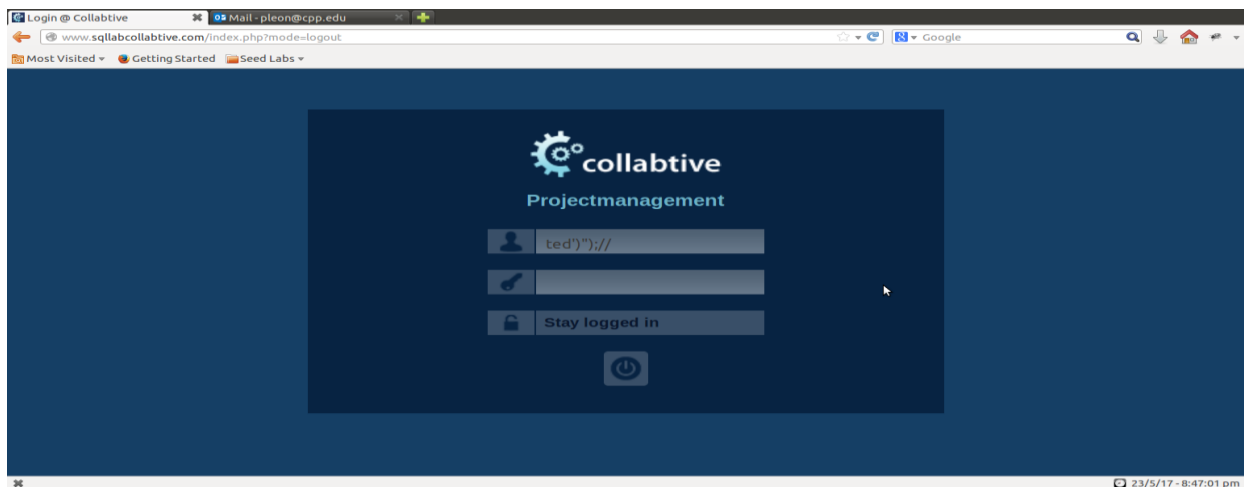 Login @ Collabtive
Mail - pleon@cpp.edu
www.sqllabcollabtive.com/index.php?mode=logout
Google
Most Visited
Getting Started
Seed Labs
collabtive
Projectmanagement
ted')");//
Stay logged in
23/5/17 - 8:47:01 pm